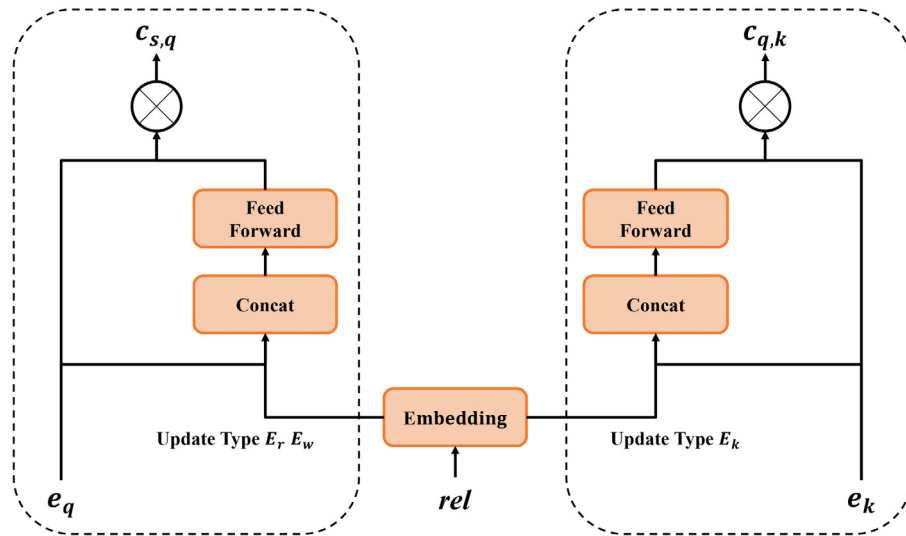 c_{s,q}
c_{q,k}
Feed
Forward
Feed
Forward
Concat
Concat
Embedding
Update Type E_r E_w
Update Type E_k
e_q
rel
e_k